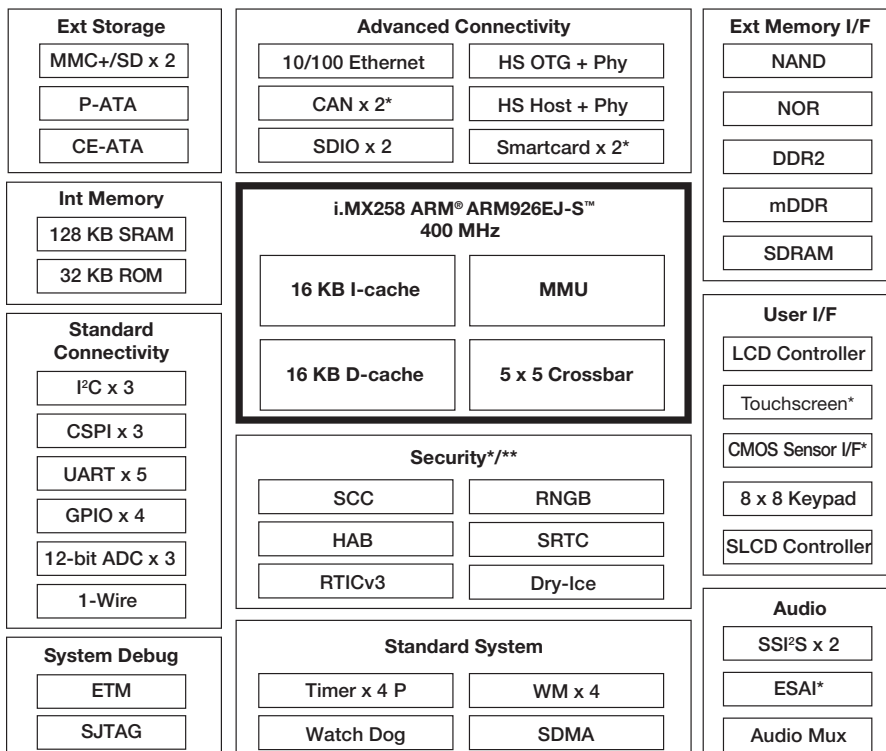 Ext Storage
MMC+/SD x 2
P-ATA
CE-ATA
Int Memory
128 KB SRAM
32 KB ROM
Standard
Connectivity
I²C x 3
CSPI x 3
UART x 5
GPIO x 4
12-bit ADC x 3
1-Wire
System Debug
ETM
SJTAG
Advanced Connectivity
10/100 Ethernet
HS OTG + Phy
CAN x 2*
HS Host + Phy
SDIO x 2
Smartcard x 2*
i.MX258 ARM® ARM926EJ-S™
400 MHz
16 KB I-cache
MMU
16 KB D-cache
5 x 5 Crossbar
Security*/**
SCC
RNGB
HAB
SRTC
RTICv3
Dry-Ice
Standard System
Timer x 4 P
WM x 4
Watch Dog
SDMA
Ext Memory I/F
NAND
NOR
DDR2
mDDR
SDRAM
User I/F
LCD Controller
Touchscreen*
CMOS Sensor I/F*
8 x 8 Keypad
SLCD Controller
Audio
SSI²S x 2
ESAI*
Audio Mux